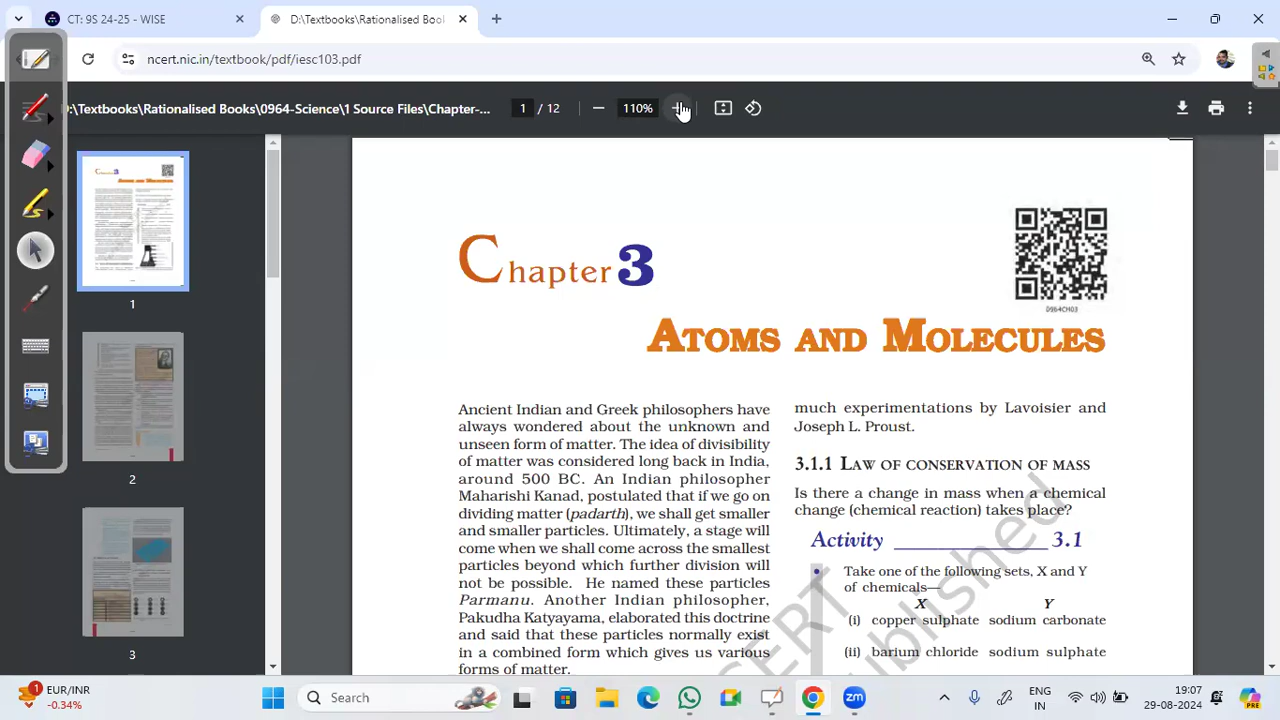 CT: 9S 24-25 - WISE
D:\Textbooks\Rationalised Boo
ncert.nic.in/textbook/pdf/iesc103.pdf
D:\Textbooks\Rationalised Books\0964-Science\1 Source Files\Chapter-...
1 / 12
110%
Chapter 3
0964CH03
ATOMS AND MOLECULES
Ancient Indian and Greek philosophers have
always wondered about the unknown and
unseen form of matter. The idea of divisibility
of matter was considered long back in India,
around 500 BC. An Indian philosopher
Maharishi Kanad, postulated that if we go on
dividing matter (padarth), we shall get smaller
and smaller particles. Ultimately, a stage will
come when we shall come across the smallest
particles beyond which further division will
not be possible. He named these particles
Parmanu. Another Indian philosopher,
Pakudha Katyayama, elaborated this doctrine
and said that these particles normally exist
in a combined form which gives us various
forms of matter.
much experimentations by Lavoisier and
Joseph L. Proust.
3.1.1 LAW OF CONSERVATION OF MASS
Is there a change in mass when a chemical
change (chemical reaction) takes place?
Activity 3.1
• Take one of the following sets, X and Y
of chemicals—
X Y
(i) copper sulphate sodium carbonate
(ii) barium chloride sodium sulphate
1
2
3
1
EUR/INR
-0.34%
Search
ENG
IN
19:07
29-08-2024
PRE